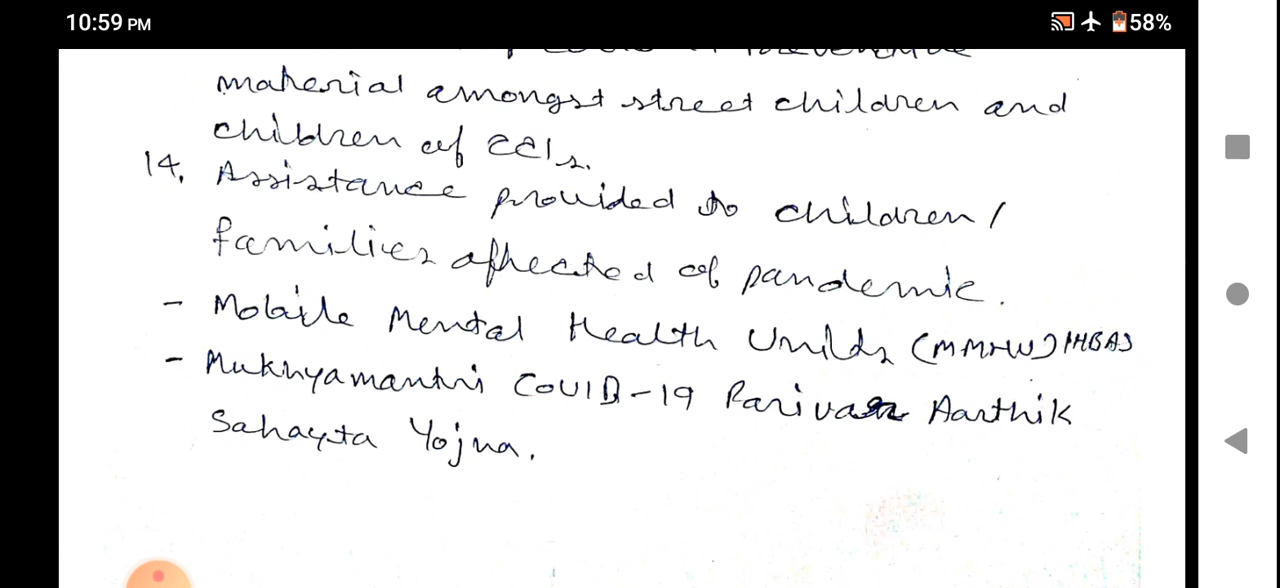 10:59 PM 58%
material amongst street children and
children of CCIs.
14. Assistance provided to children/
families affected of pandemic.
- Mobile Mental Health Units (MMHU) IHBAS
- Mukhyamantri COVID-19 Parivar Aarthik
Sahayta Yojna.